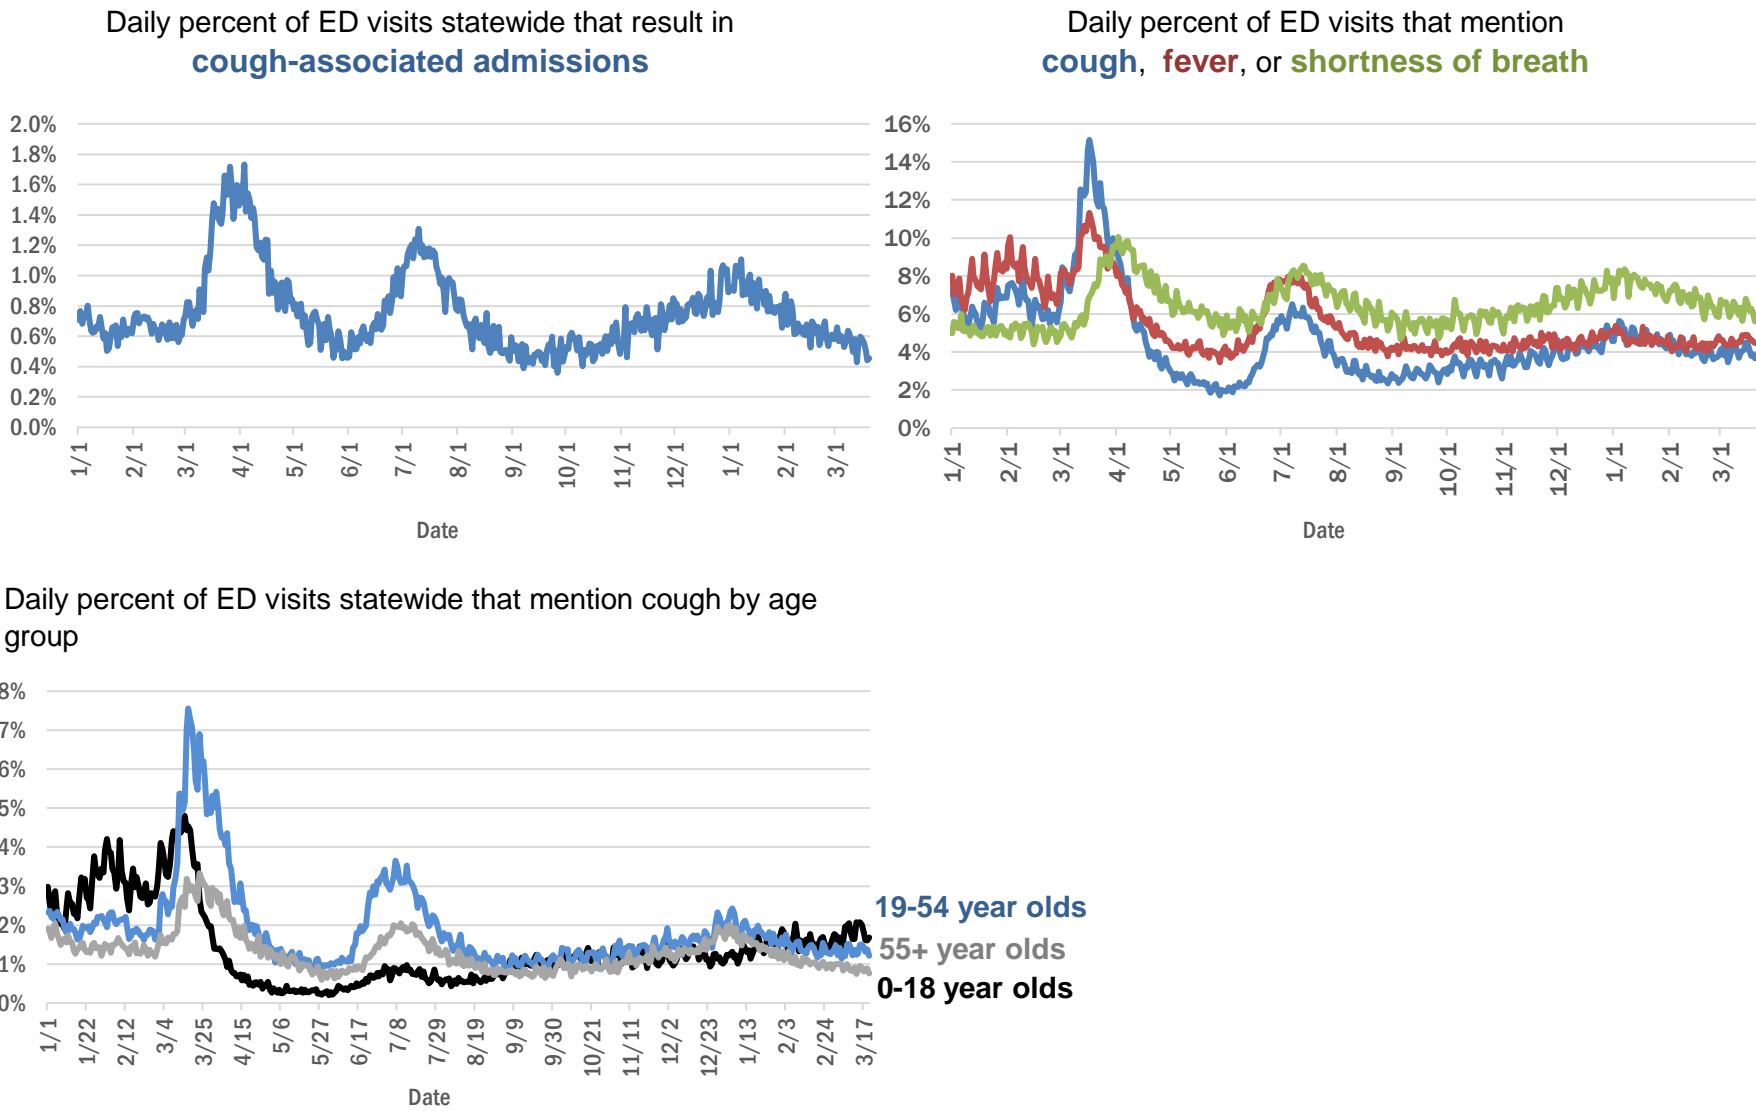 Daily percent of ED visits statewide that result in
cough-associated admissions
2.0%
1.8%
1.6%
1.4%
1.2%
1.0%
0.8%
0.6%
0.4%
0.2%
0.0%
1/1 2/1 3/1 4/1 5/1 6/1 7/1 8/1 9/1 10/1 11/1 12/1 1/1 2/1 3/1
Date
Daily percent of ED visits that mention
cough, fever, or shortness of breath
16%
14%
12%
10%
8%
6%
4%
2%
0%
1/1 2/1 3/1 4/1 5/1 6/1 7/1 8/1 9/1 10/1 11/1 12/1 1/1 2/1 3/1
Date
Daily percent of ED visits statewide that mention cough by age
group
8%
7%
6%
5%
4%
3%
2%
1%
0%
1/1 1/22 2/12 3/4 3/25 4/15 5/6 5/27 6/17 7/8 7/29 8/19 9/9 9/30 10/21 11/11 12/2 12/23 1/13 2/3 2/24 3/17
Date
19-54 year olds
55+ year olds
0-18 year olds